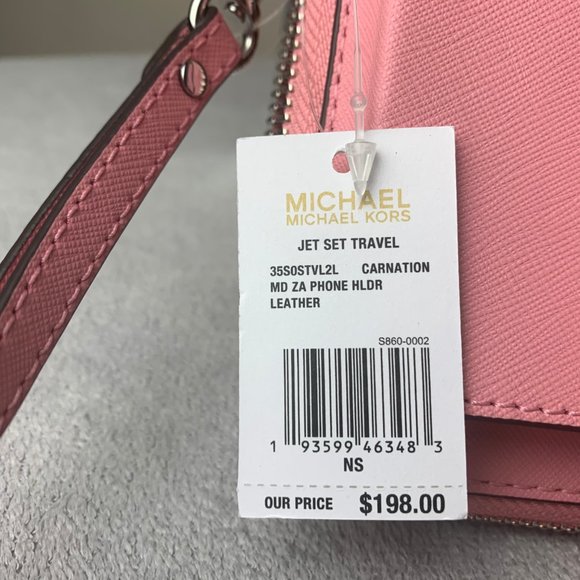 MICHAEL
MICHAEL KORS
JET SET TRAVEL
35S0STVL2L CARNATION
MD ZA PHONE HLDR
LEATHER
S860-0002
1 93599 46348 3
NS
OUR PRICE $198.00